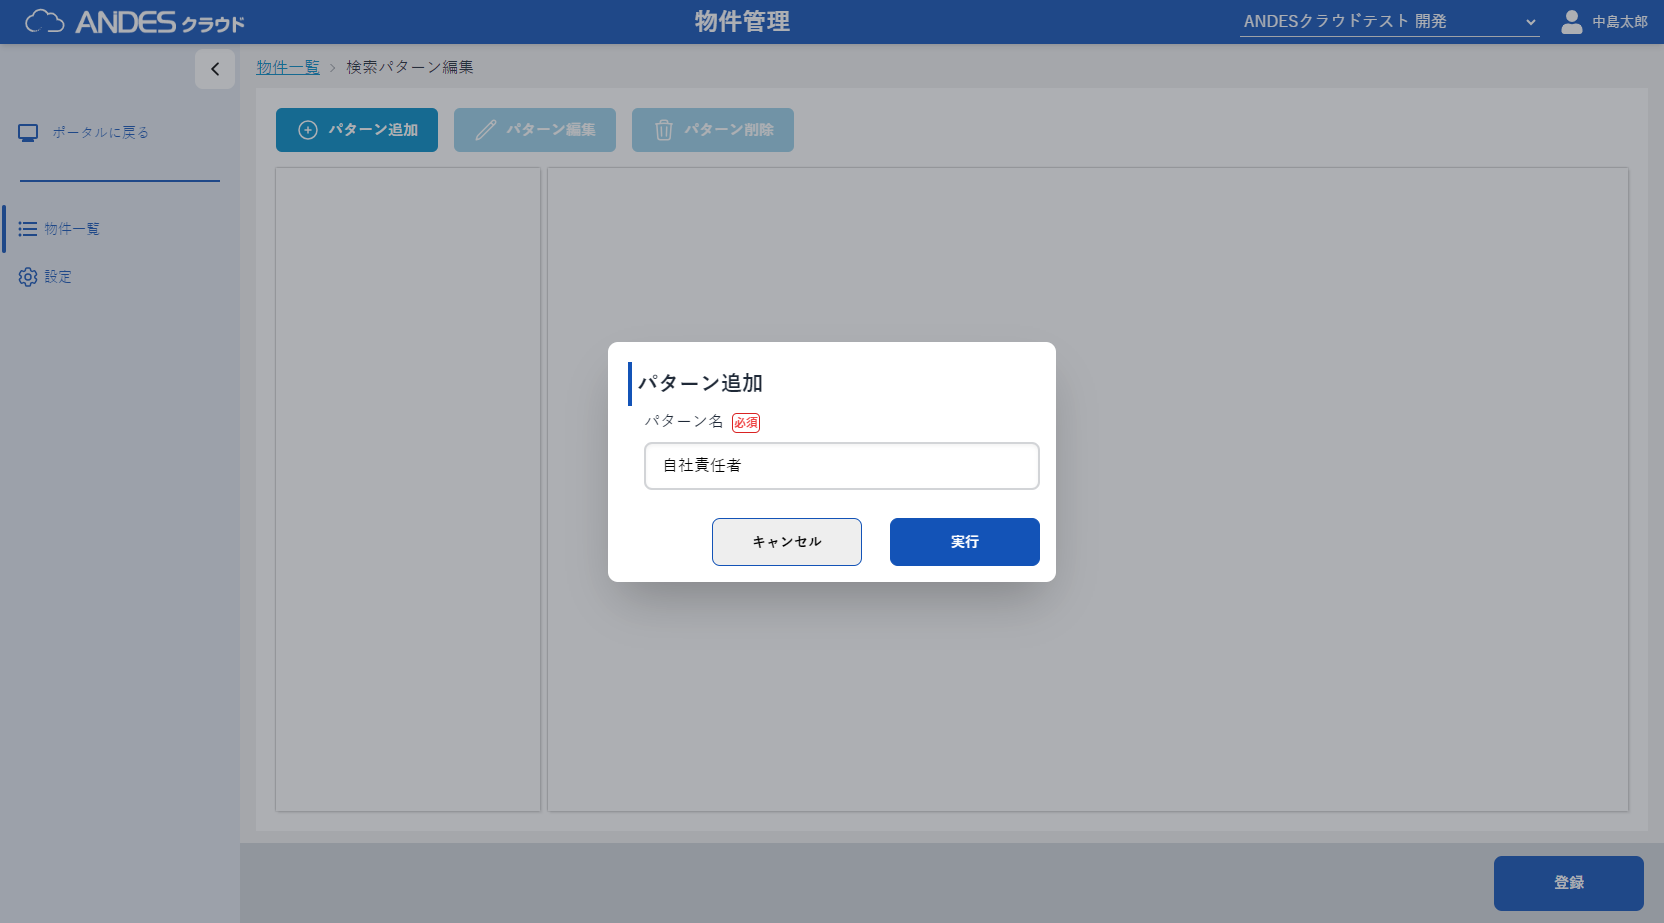 ANDES クラウド
物件管理
ANDESクラウドテスト 開発
中島太郎
物件一覧 > 検索パターン編集
ポータルに戻る
物件一覧
設定
パターン追加
パターン編集
パターン削除
パターン追加
パターン名 必須
自社責任者
キャンセル
実行
登録